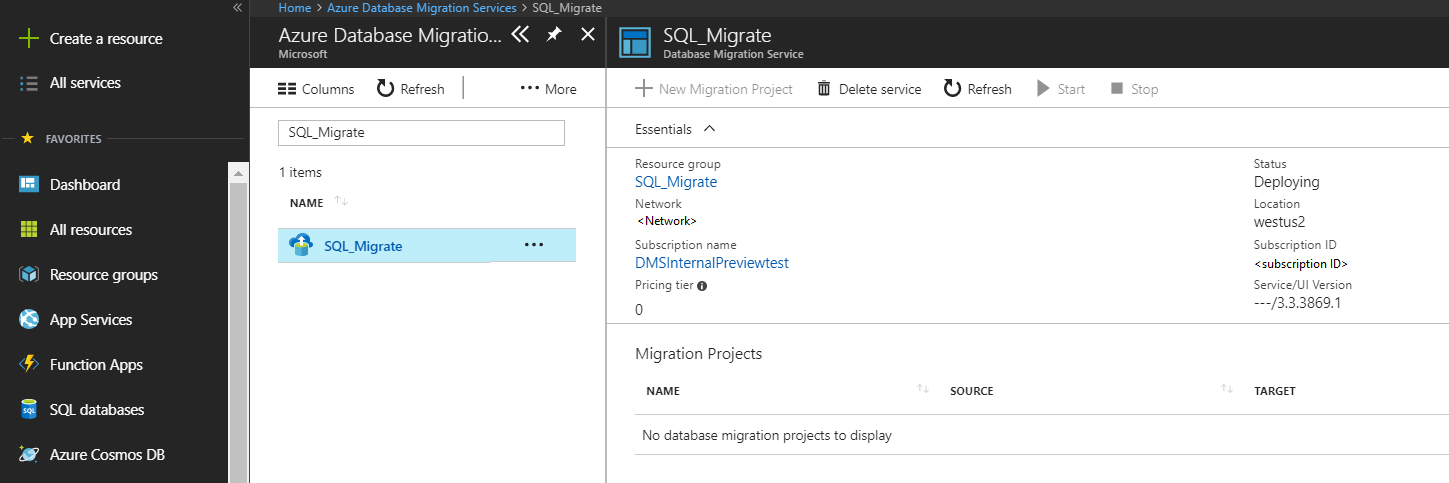 Home > Azure Database Migration Services > SQL_Migrate
Create a resource
All services
FAVORITES
Dashboard
All resources
Resource groups
App Services
Function Apps
SQL databases
Azure Cosmos DB
Azure Database Migratio...
Microsoft
Columns
Refresh
More
SQL_Migrate
1 items
NAME
SQL_Migrate
SQL_Migrate
Database Migration Service
New Migration Project
Delete service
Refresh
Start
Stop
Essentials
Resource group
SQL_Migrate
Network
<Network>
Subscription name
DMSInternalPreviewtest
Pricing tier
0
Status
Deploying
Location
westus2
Subscription ID
<subscription ID>
Service/UI Version
---/3.3.3869.1
Migration Projects
NAME SOURCE TARGET
No database migration projects to display